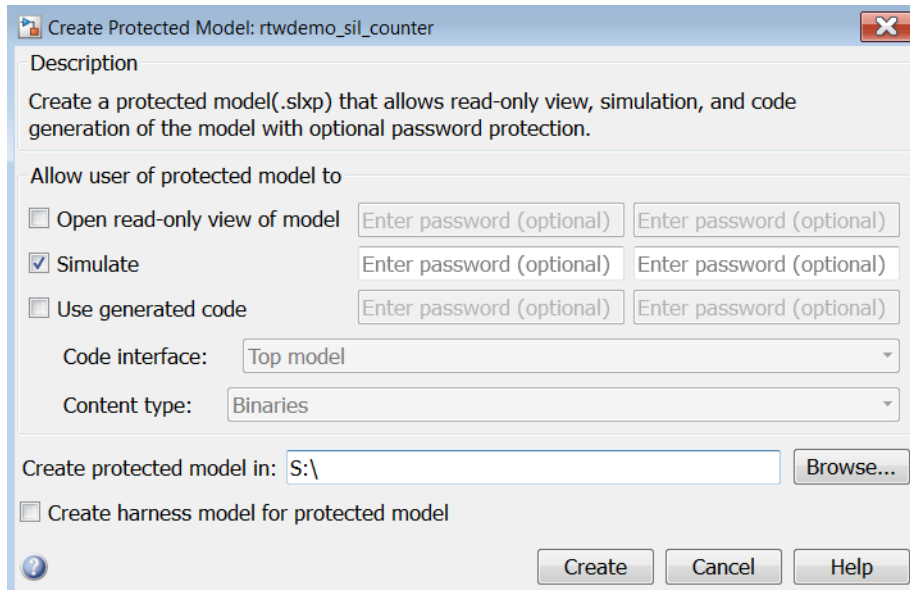 Create Protected Model: rtwdemo_sil_counter
Description
Create a protected model(.slxp) that allows read-only view, simulation, and code
generation of the model with optional password protection.
Allow user of protected model to
Open read-only view of model Enter password (optional) Enter password (optional)
Simulate Enter password (optional) Enter password (optional)
Use generated code Enter password (optional) Enter password (optional)
Code interface: Top model
Content type: Binaries
Create protected model in: S:\ Browse...
Create harness model for protected model
? Create Cancel Help